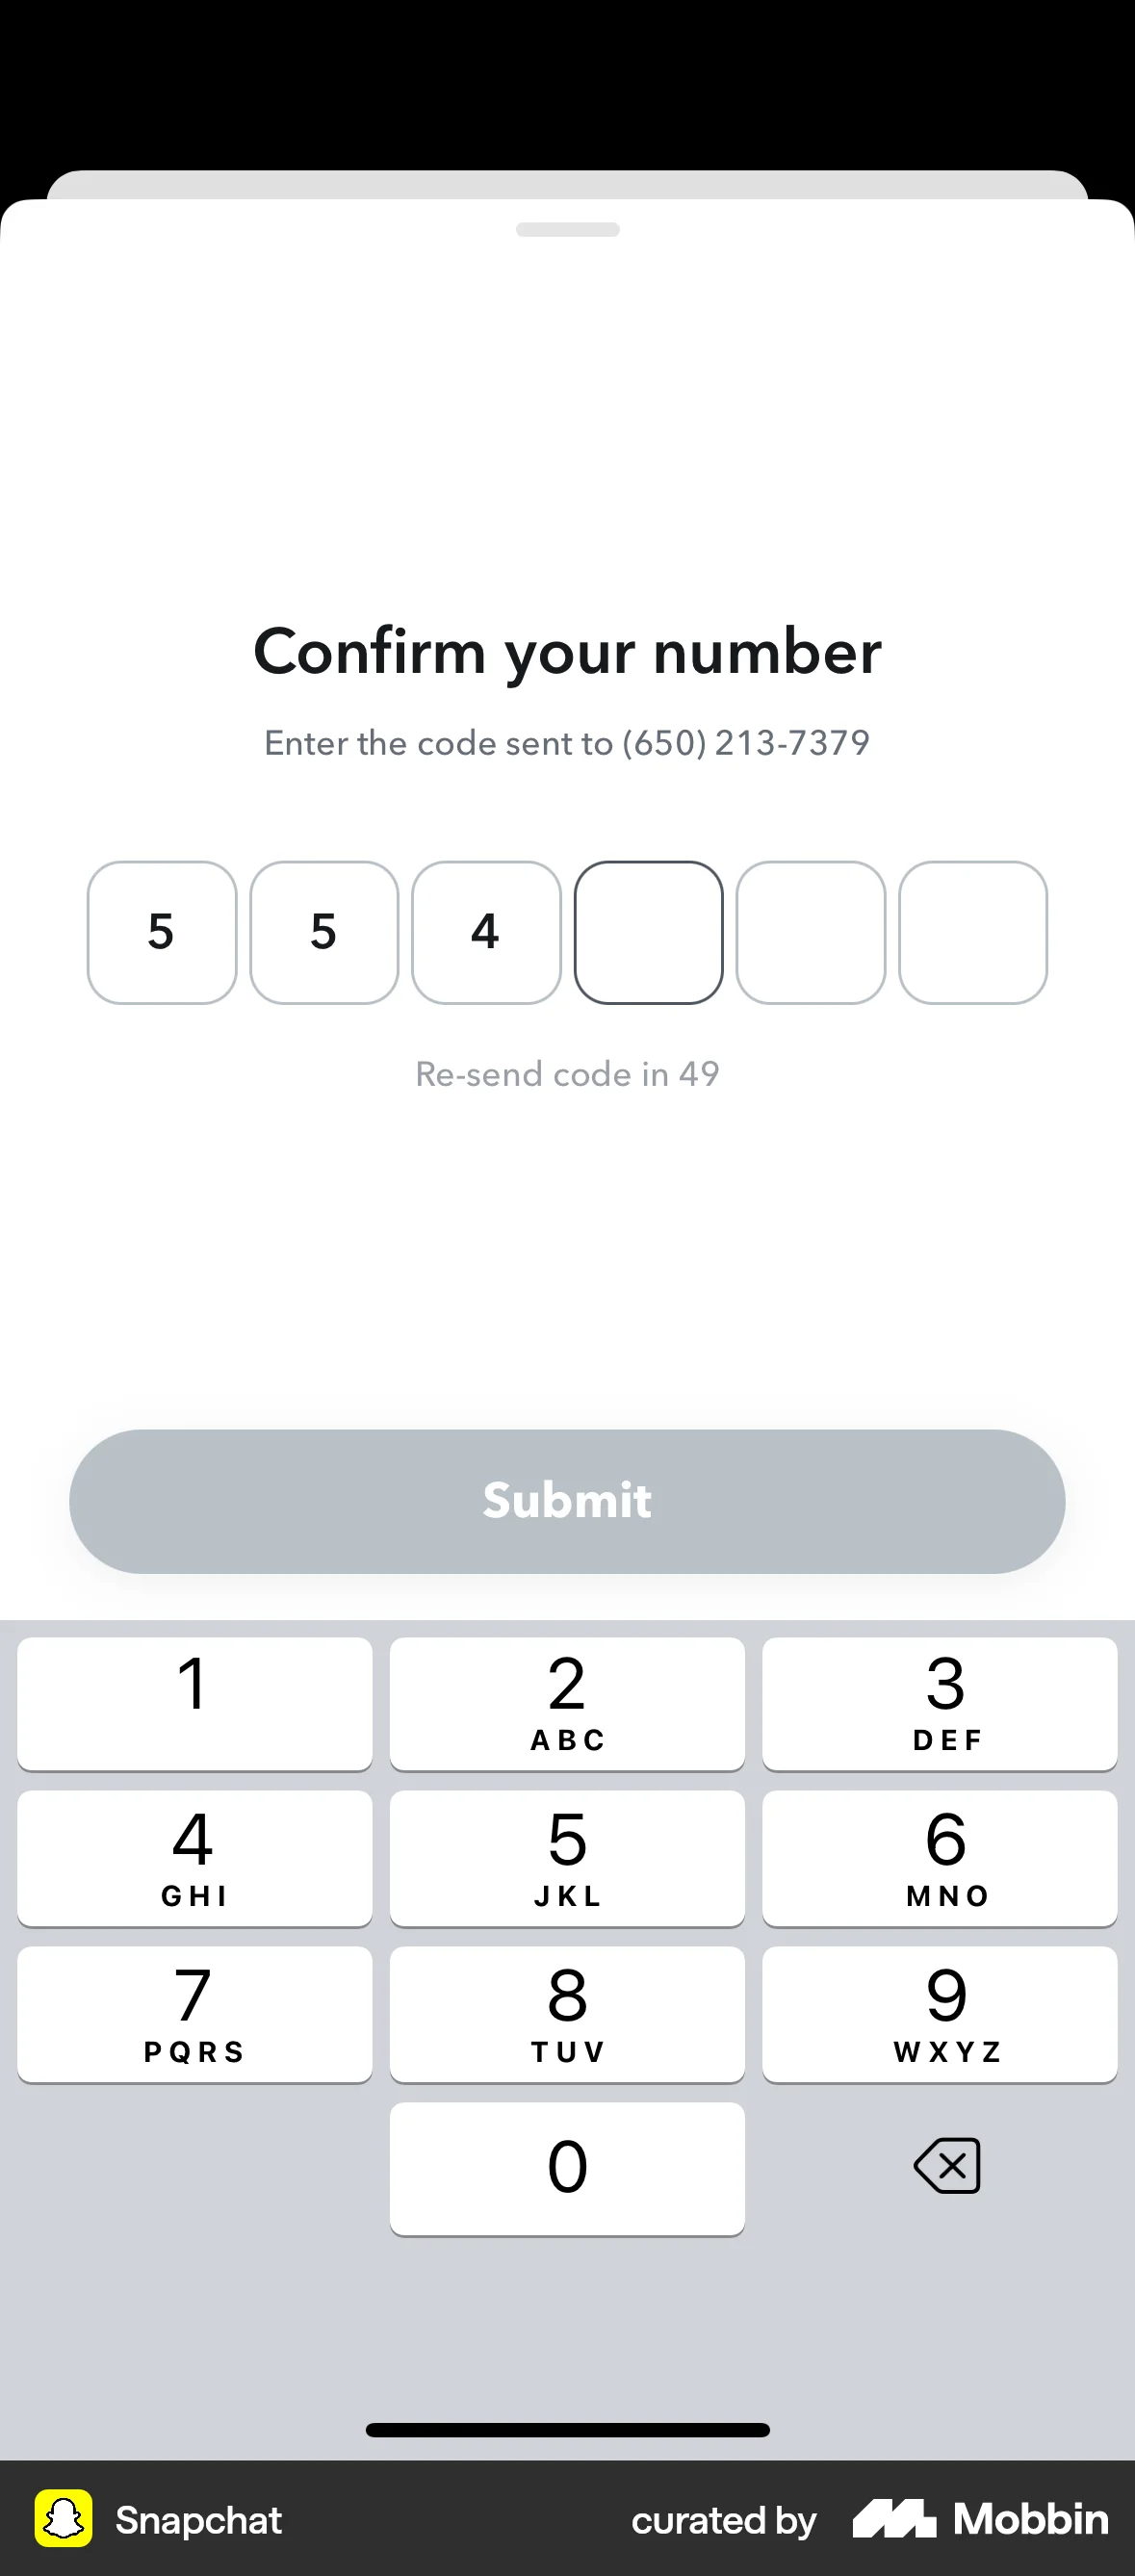 Confirm your number
Enter the code sent to (650) 213-7379
5 5 4
Re-send code in 49
Submit
1 2 3
ABC DEF
4 5 6
GHI JKL MNO
7 8 9
PQRS TUV WXYZ
0
Snapchat curated by Mobbin